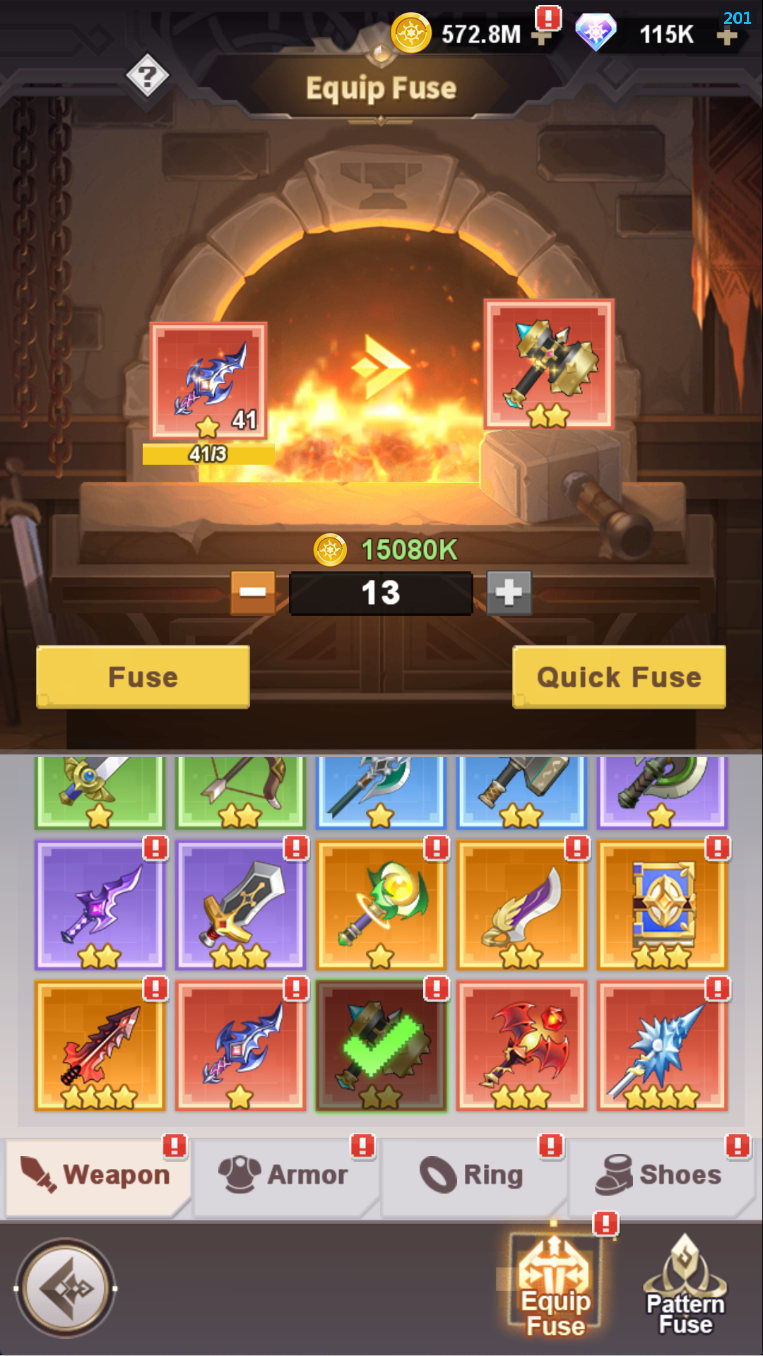 201
572.8M
115K
Equip Fuse
41
41/3
15080K
13
Fuse
Quick Fuse
Weapon
Armor
Ring
Shoes
Equip
Fuse
Pattern
Fuse